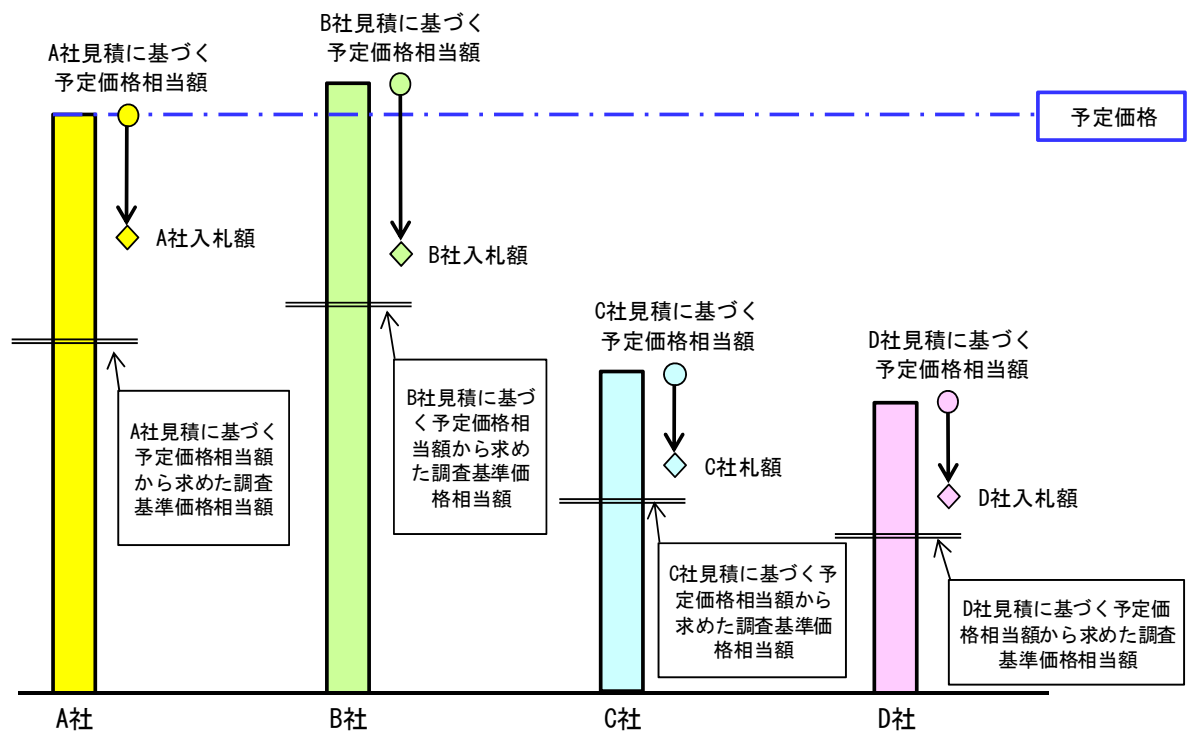 A社見積に基づく
予定価格相当額
B社見積に基づく
予定価格相当額
予定価格
A社入札額
B社入札額
C社見積に基づく
予定価格相当額
D社見積に基づく
予定価格相当額
A社見積に基づく
予定価格相当額
から求めた調査
基準価格相当額
B社見積に基づ
く予定価格相
当額から求め
た調査基準価
格相当額
C社札額
D社入札額
C社見積に基づく予
定価格相当額から
求めた調査基準価
格相当額
D社見積に基づく予定価
格相当額から求めた調査
基準価格相当額
A社
B社
C社
D社